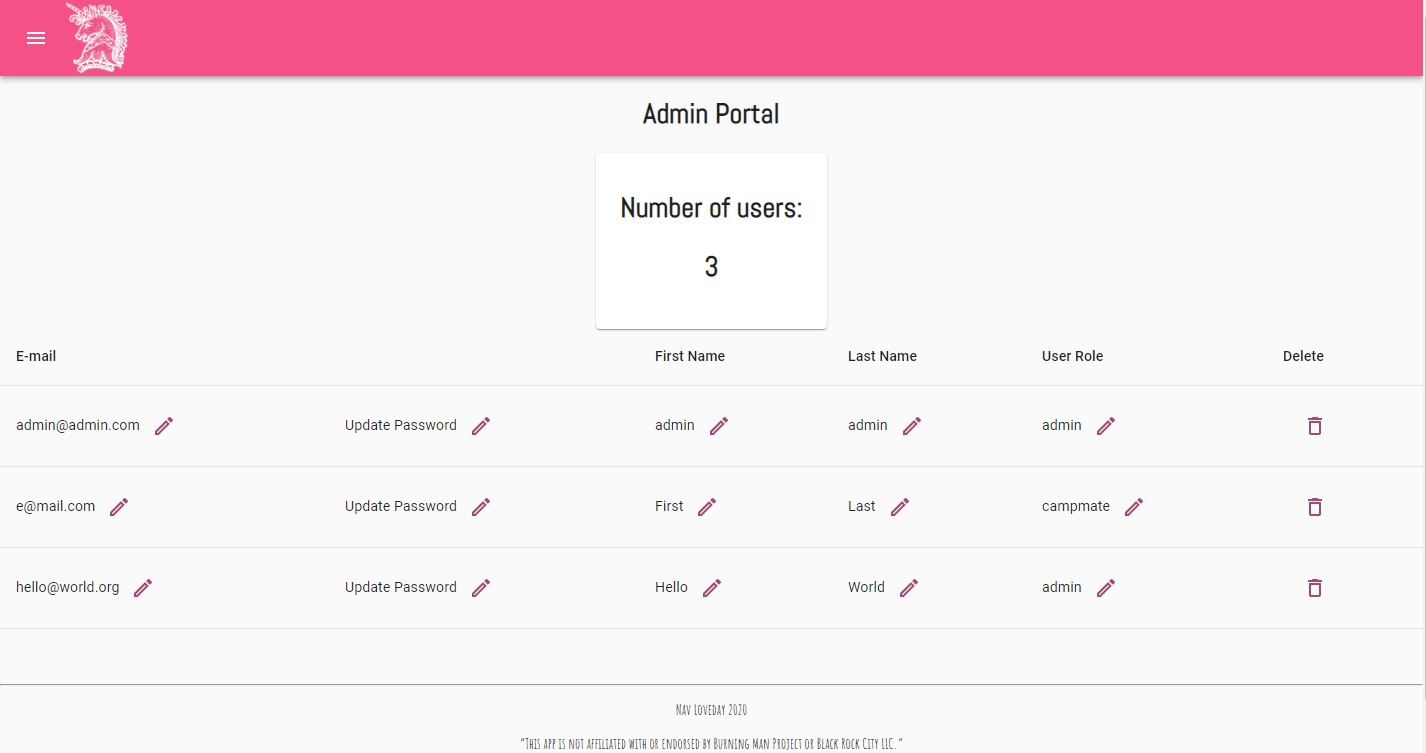 Admin Portal
Number of users:
3
E-mail First Name Last Name User Role Delete
admin@admin.com Update Password admin admin admin
e@mail.com Update Password First Last campmate
hello@world.org Update Password Hello World admin
Nav Loveday 2020
"This app is not affiliated with or endorsed by Burning Man Project or Black Rock City LLC. "